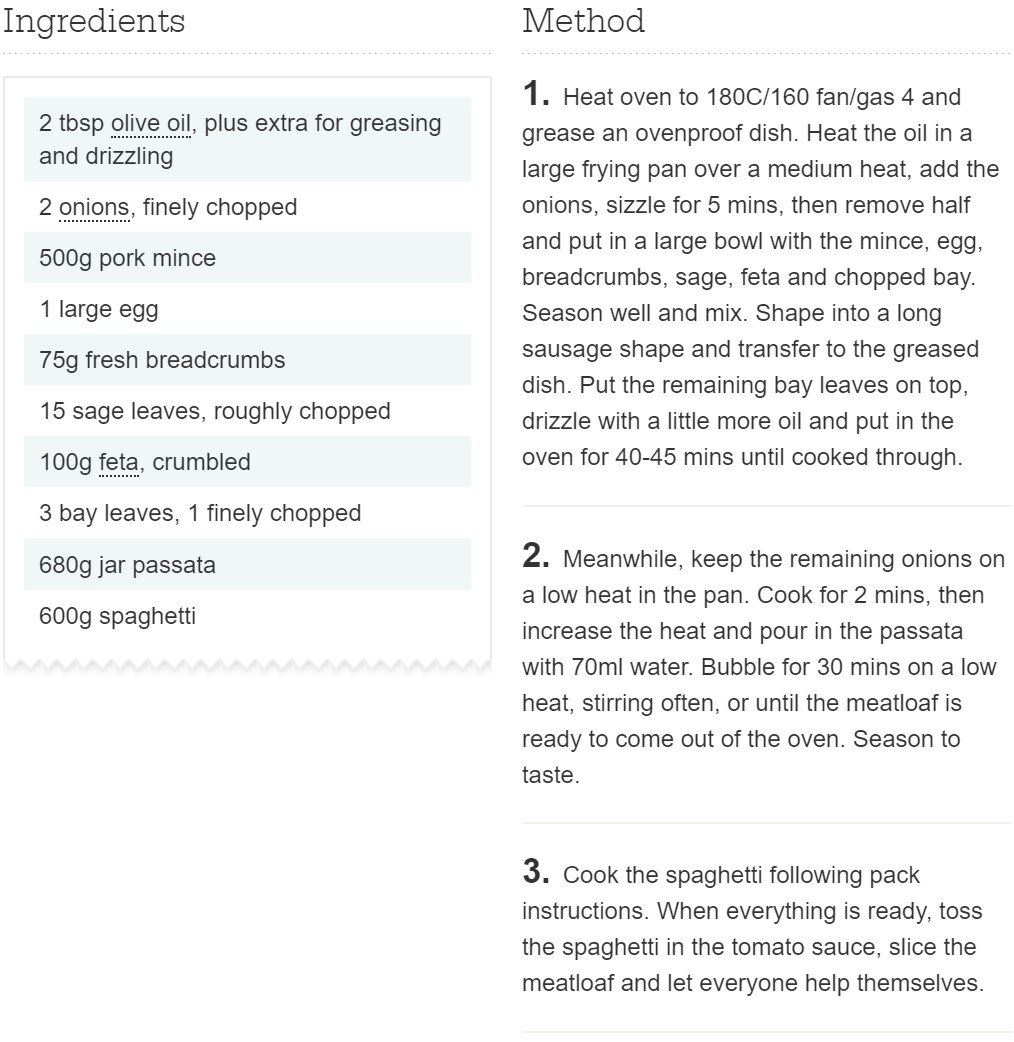 Ingredients
2 tbsp olive oil, plus extra for greasing
and drizzling
2 onions, finely chopped
500g pork mince
1 large egg
75g fresh breadcrumbs
15 sage leaves, roughly chopped
100g feta, crumbled
3 bay leaves, 1 finely chopped
680g jar passata
600g spaghetti
Method
1. Heat oven to 180C/160 fan/gas 4 and
grease an ovenproof dish. Heat the oil in a
large frying pan over a medium heat, add the
onions, sizzle for 5 mins, then remove half
and put in a large bowl with the mince, egg,
breadcrumbs, sage, feta and chopped bay.
Season well and mix. Shape into a long
sausage shape and transfer to the greased
dish. Put the remaining bay leaves on top,
drizzle with a little more oil and put in the
oven for 40-45 mins until cooked through.
2. Meanwhile, keep the remaining onions on
a low heat in the pan. Cook for 2 mins, then
increase the heat and pour in the passata
with 70ml water. Bubble for 30 mins on a low
heat, stirring often, or until the meatloaf is
ready to come out of the oven. Season to
taste.
3. Cook the spaghetti following pack
instructions. When everything is ready, toss
the spaghetti in the tomato sauce, slice the
meatloaf and let everyone help themselves.